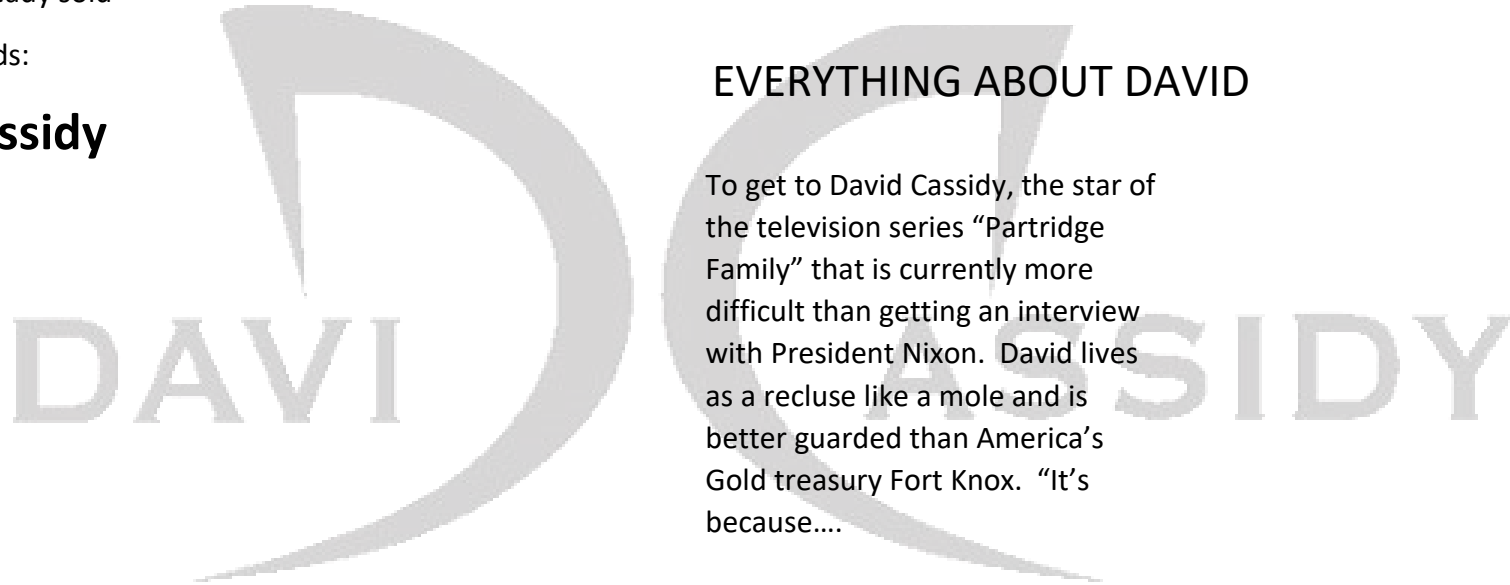 ds:
ssidy
EVERYTHING ABOUT DAVID
To get to David Cassidy, the star of
the television series “Partridge
Family” that is currently more
difficult than getting an interview
with President Nixon.  David lives
as a recluse like a mole and is
better guarded than America’s
Gold treasury Fort Knox.  “It’s
because….
DAVID CASSIDY